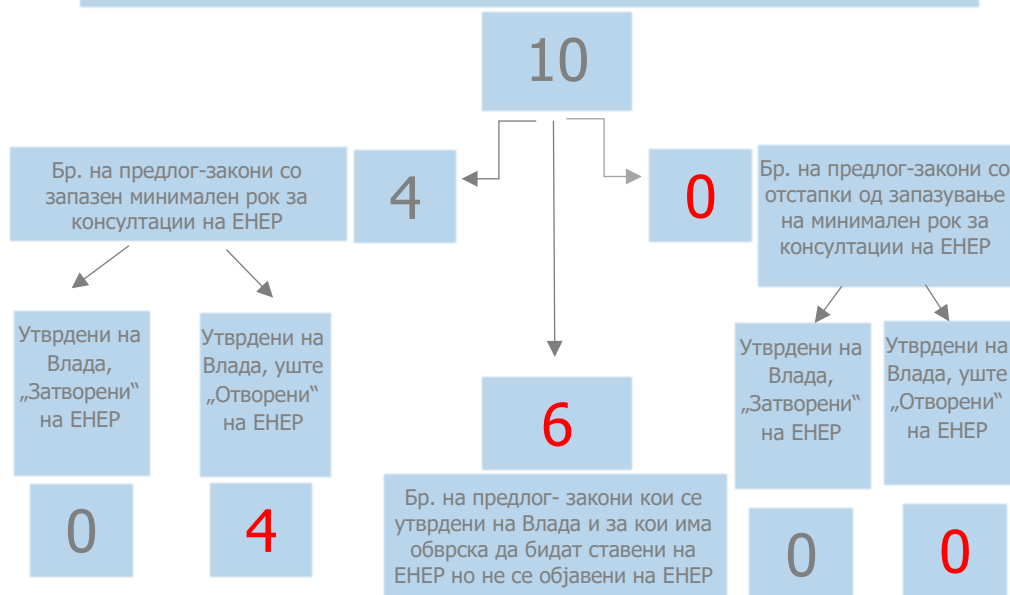 10
Бр. на предлог-закони со
запазен минимален рок за
консултации на ЕНЕР
4
0
Бр. на предлог-закони со
отстапки од запазување
на минимален рок за
консултации на ЕНЕР
Утврдени на
Влада,
„Затворени“
на ЕНЕР
Утврдени на
Влада, уште
„Отворени“
на ЕНЕР
6
Утврдени на
Влада,
„Затворени“
на ЕНЕР
Утврдени на
Влада, уште
„Отворени“
на ЕНЕР
0
4
Бр. на предлог- закони кои се
утврдени на Влада и за кои има
обврска да бидат ставени на
ЕНЕР но не се објавени на ЕНЕР
0
0